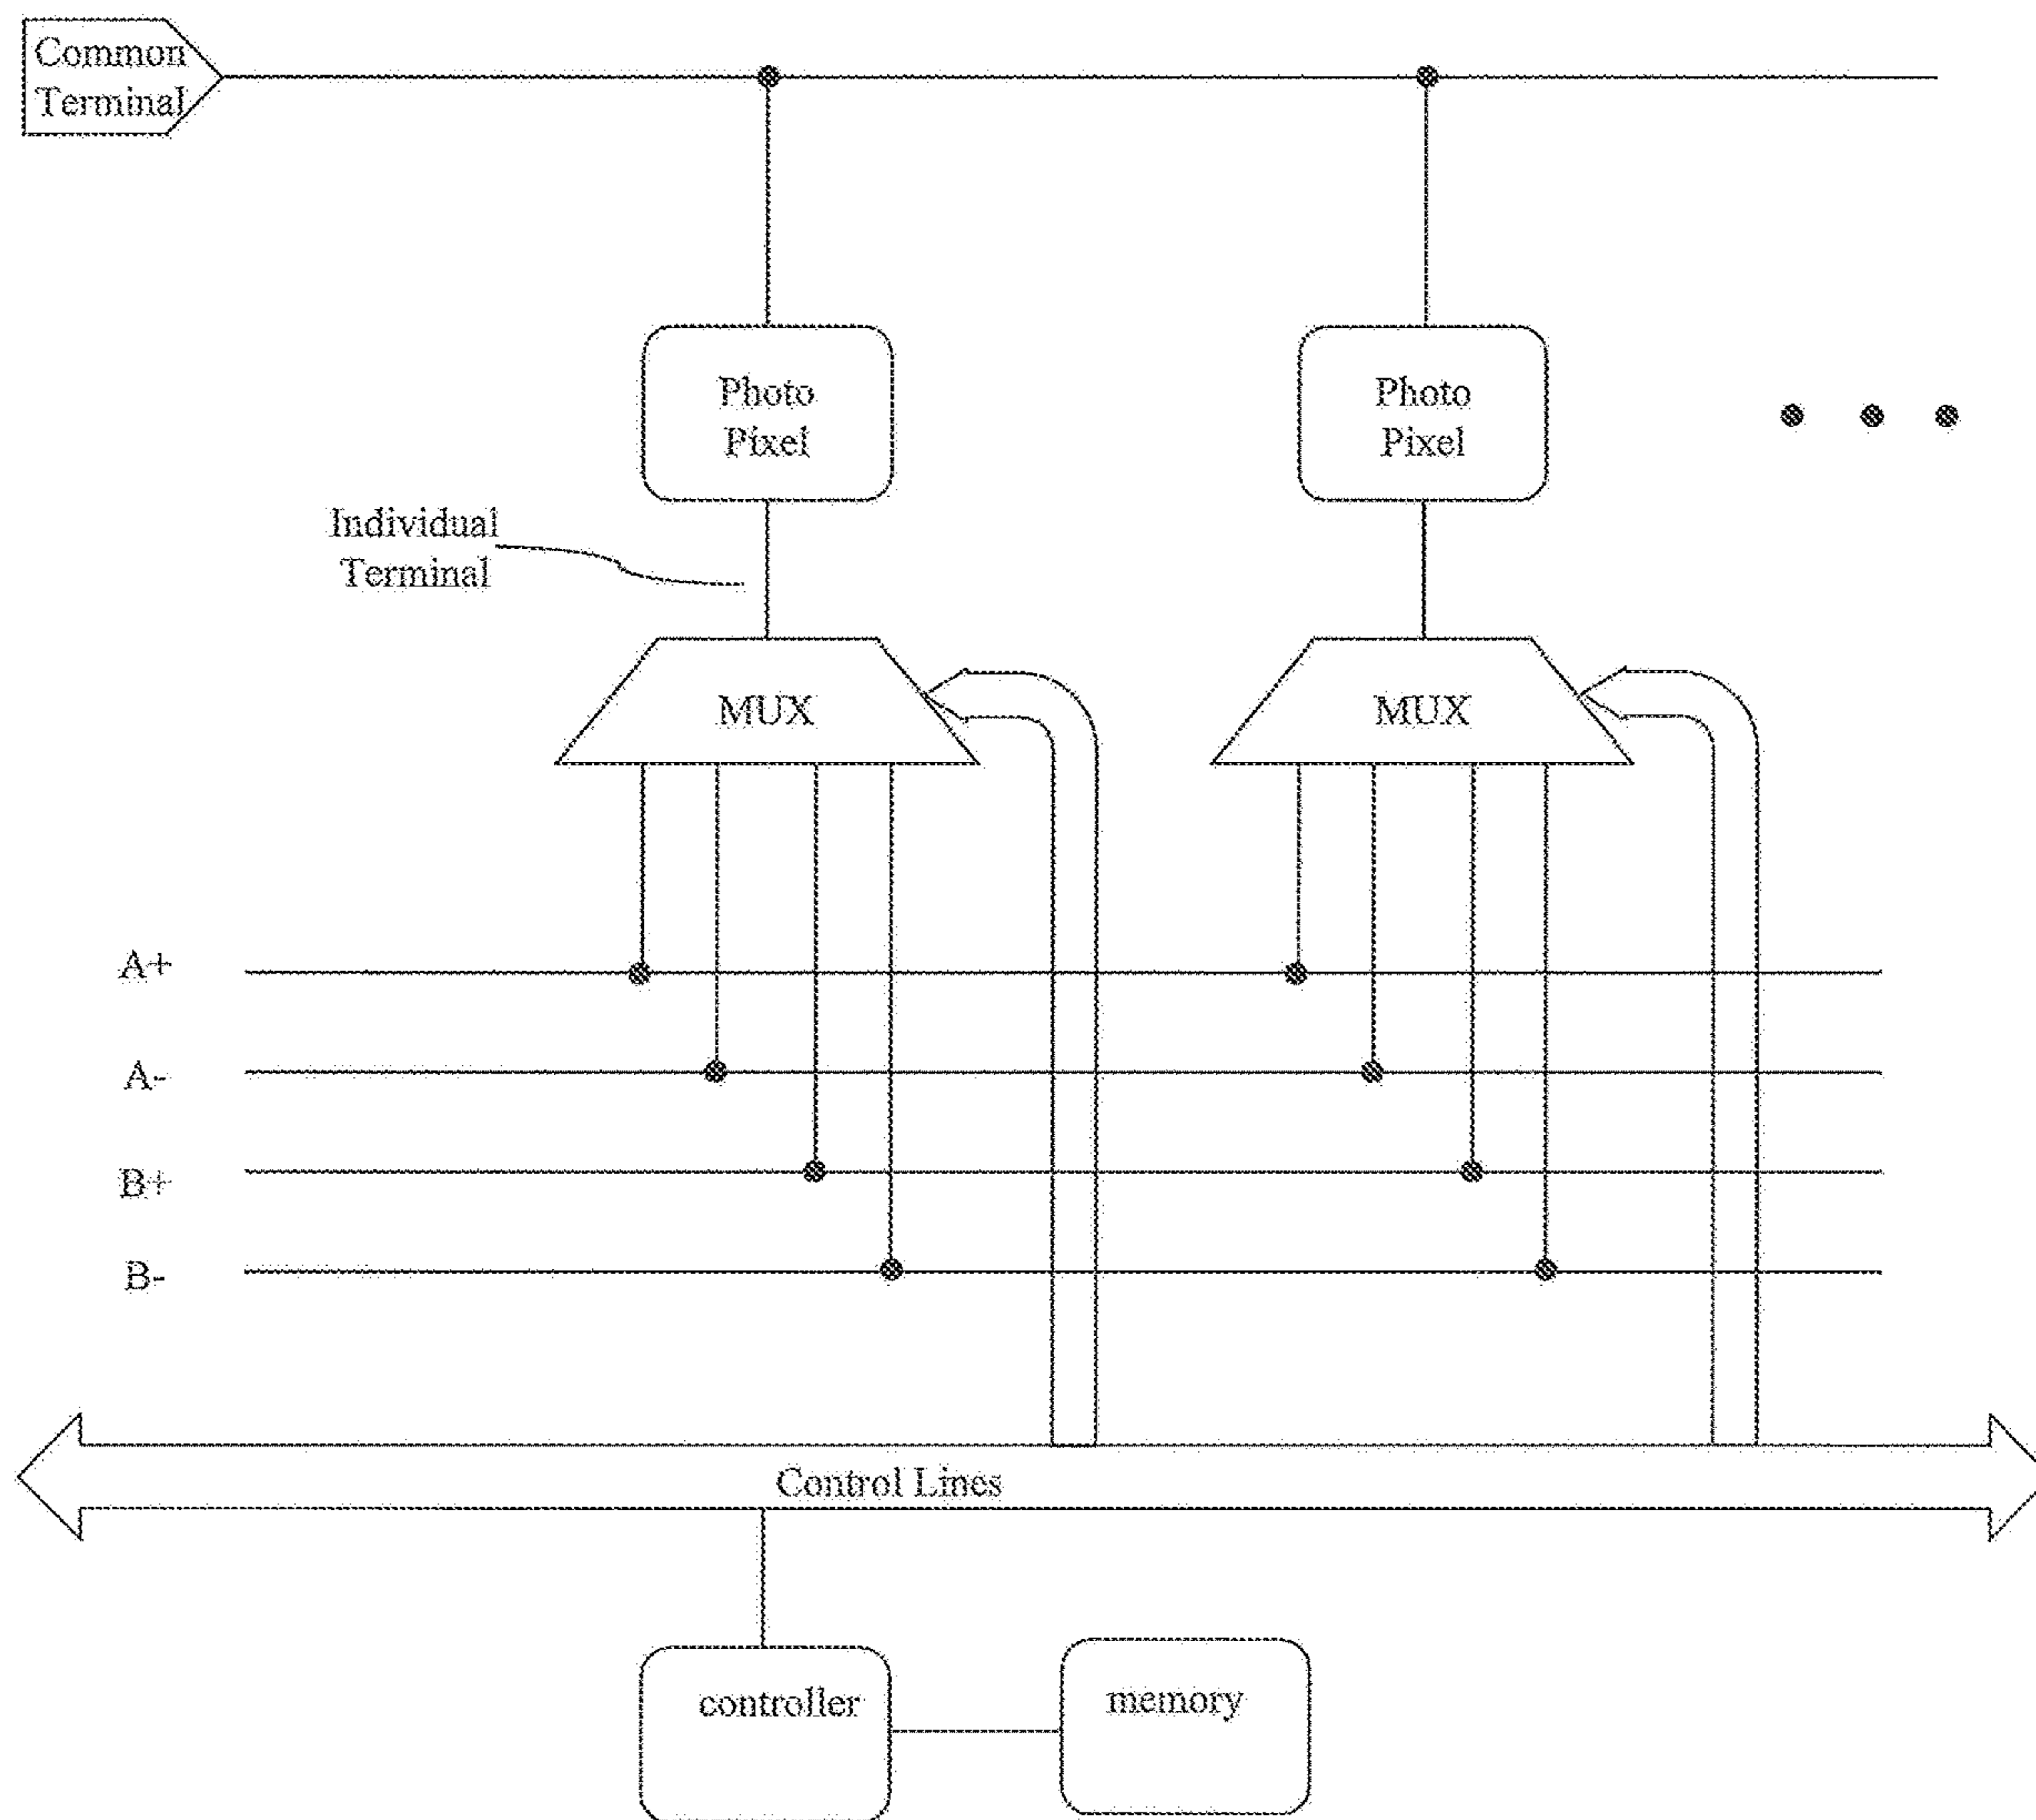 Common
Terminal
Photo
Pixel
Photo
Pixel
Individual
Terminal
MUX
MUX
A+
A-
B+
B-
Control Lines
controller
memory